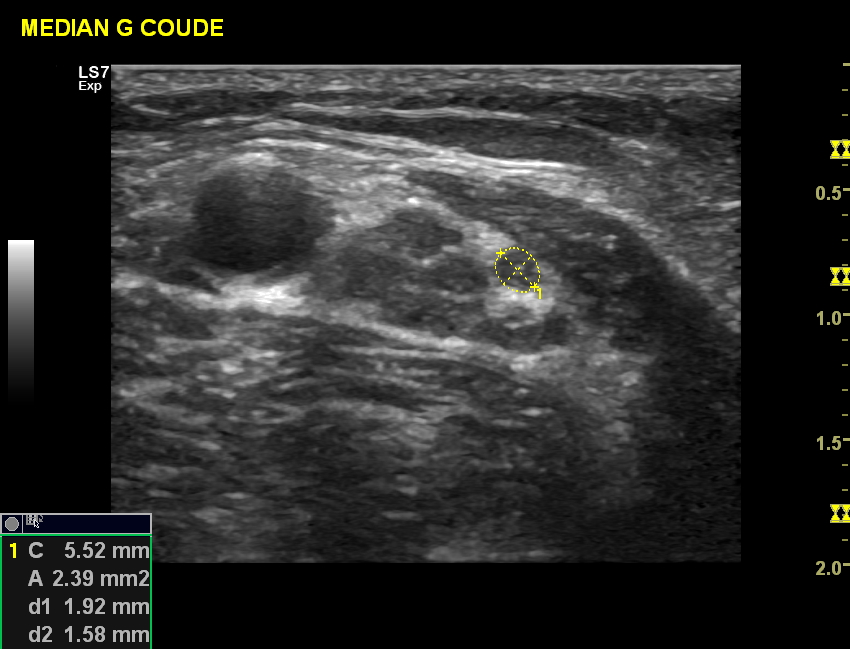 MEDIAN G COUDE
LS7
Exp
0.5
1.0
1.5
2.0
1
1 C 5.52 mm
A 2.39 mm2
d1 1.92 mm
d2 1.58 mm